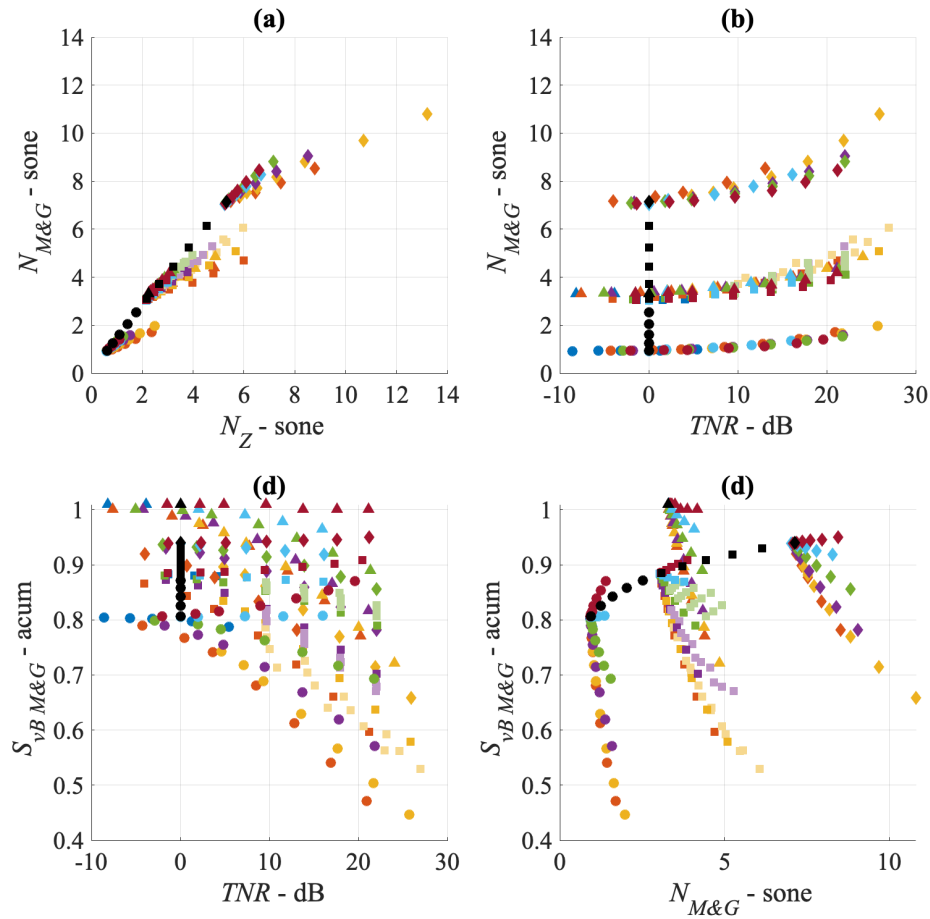 (a)
14
12
10
8
6
4
2
0
0 2 4 6 8 10 12 14
N_M&G - sone
N_Z - sone
(b)
14
12
10
8
6
4
2
0
-10 0 10 20 30
N_M&G - sone
TNR - dB
(d)
1
0.9
0.8
0.7
0.6
0.5
0.4
-10 0 10 20 30
S_vB M&G - acum
TNR - dB
(d)
1
0.9
0.8
0.7
0.6
0.5
0.4
0 5 10
S_vB M&G - acum
N_M&G - sone